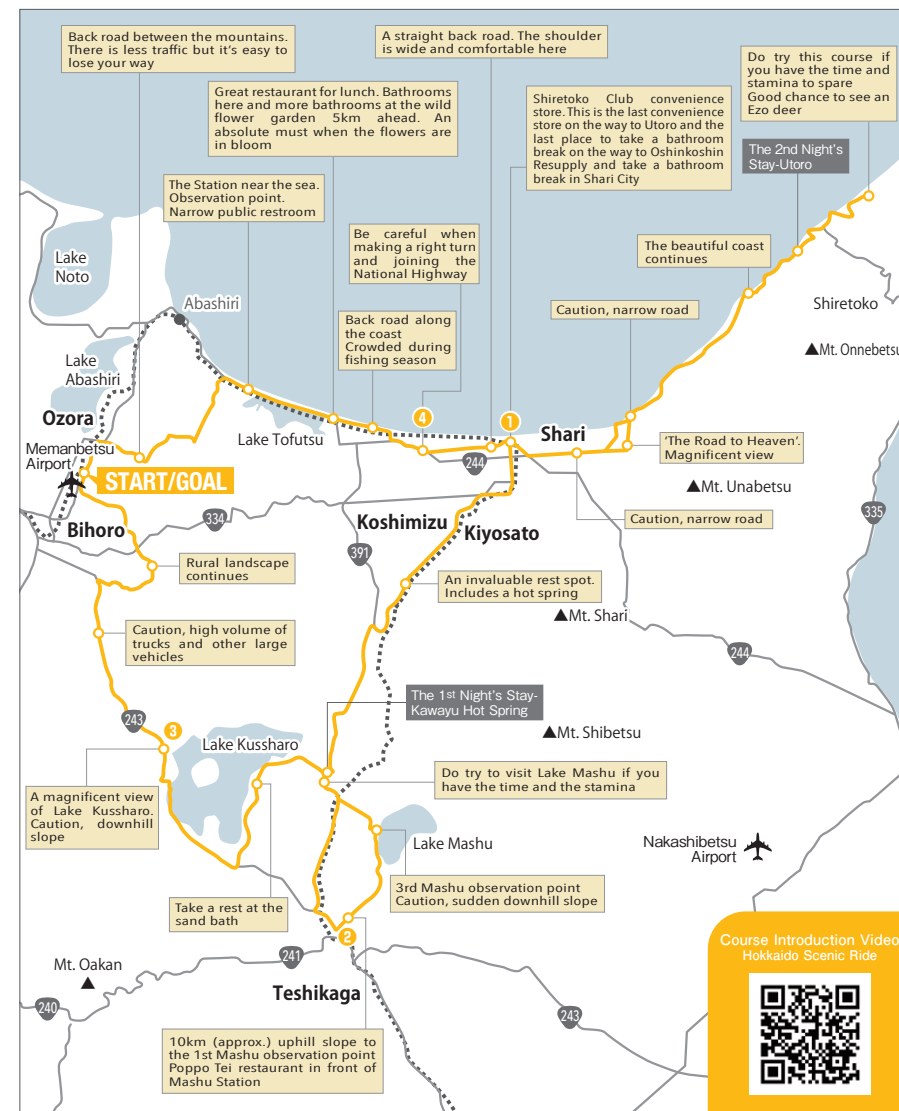 Back road between the mountains.
There is less traffic but it's easy to
lose your way
A straight back road. The shoulder
is wide and comfortable here
Do try this course if
you have the time and
stamina to spare
Good chance to see an
Ezo deer
Great restaurant for lunch. Bathrooms
here and more bathrooms at the wild
flower garden 5km ahead. An
absolute must when the flowers are
in bloom
Shiretoko Club convenience
store. This is the last convenience
store on the way to Utoro and the
last place to take a bathroom
break on the way to Oshinkoshin
Resupply and take a bathroom
break in Shari City
The 2nd Night's
Stay-Utoro
The Station near the sea.
Observation point.
Narrow public restroom
Be careful when
making a right turn
and joining the
National Highway
The beautiful coast
continues
Lake
Noto
Abashiri
Shiretoko
Caution, narrow road
Back road along
the coast
Crowded during
fishing season
Mt. Onnebetsu
Lake
Abashiri
Ozora
Lake Tofutsu
4
1
Shari
Memanbetsu
Airport
'The Road to Heaven'.
Magnificent view
244
START/GOAL
Mt. Unabetsu
Bihoro
334
Koshimizu
Kiyosato
Caution, narrow road
335
391
Rural landscape
continues
An invaluable rest spot.
Includes a hot spring
Mt. Shari
Caution, high volume of
trucks and other large
vehicles
244
The 1st Night's Stay-
Kawayu Hot Spring
243
3
Lake Kussharo
Mt. Shibetsu
Do try to visit Lake Mashu if you
have the time and the stamina
A magnificent view
of Lake Kussharo.
Caution, downhill
slope
Lake Mashu
Nakashibetsu
Airport
3rd Mashu observation point
Caution, sudden downhill slope
Take a rest at the
sand bath
2
Course Introduction Video
Hokkaido Scenic Ride
241
Mt. Oakan
Teshikaga
240
243
10km (approx.) uphill slope to
the 1st Mashu observation point
Poppo Tei restaurant in front of
Mashu Station